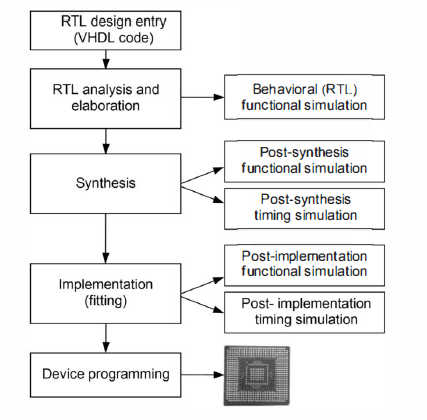 RTL design entry
(VHDL code)
RTL analysis and
elaboration
Behavioral (RTL)
functional simulation
Synthesis
Post-synthesis
functional simulation
Post-synthesis
timing simulation
Implementation
(fitting)
Post-implementation
functional simulation
Post- implementation
timing simulation
Device programming